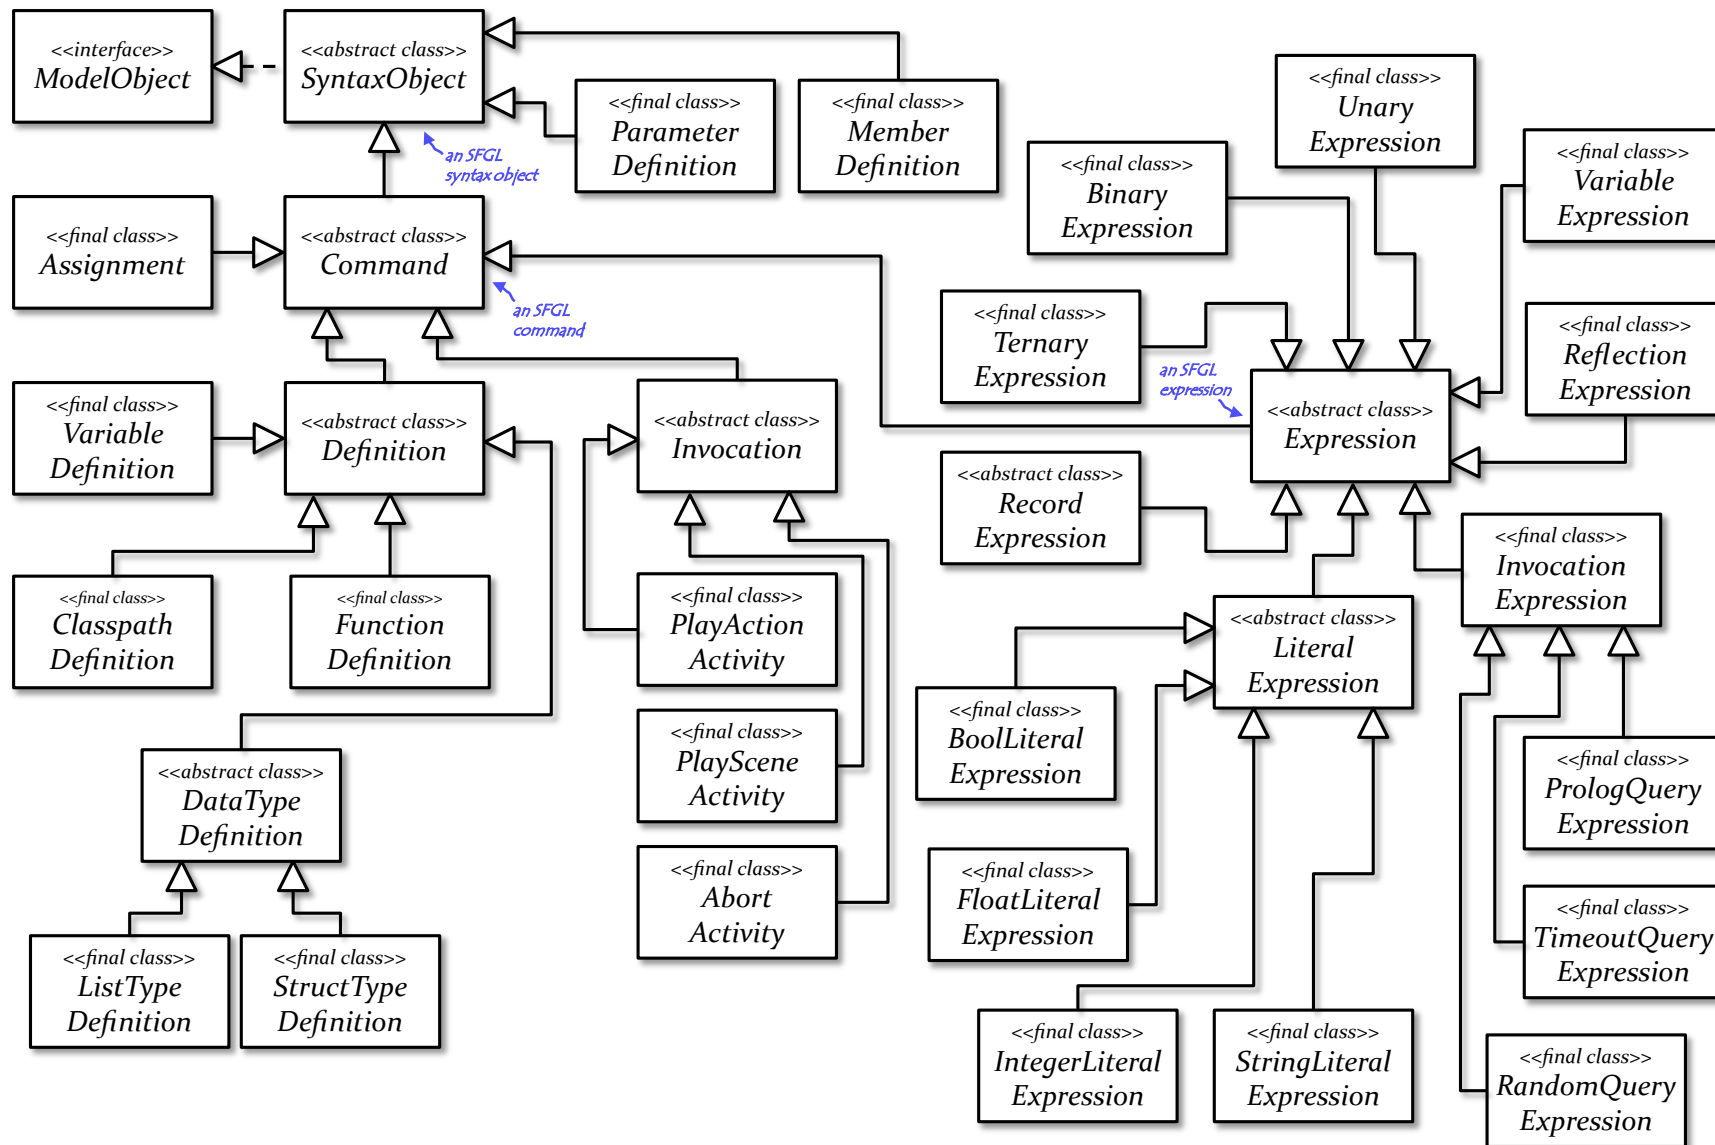 <<interface>>
ModelObject
<<abstract class>>
SyntaxObject
an SFGL
syntax object
<<final class>>
Parameter
Definition
<<final class>>
Member
Definition
<<final class>>
Unary
Expression
<<final class>>
Binary
Expression
<<final class>>
Variable
Expression
<<final class>>
Assignment
<<abstract class>>
Command
an SFGL
command
<<final class>>
Ternary
Expression
an SFGL
expression
<<final class>>
Reflection
Expression
<<final class>>
Variable
Definition
<<abstract class>>
Definition
<<abstract class>>
Invocation
<<abstract class>>
Expression
<<abstract class>>
Record
Expression
<<final class>>
Invocation
Expression
<<final class>>
Classpath
Definition
<<final class>>
Function
Definition
<<final class>>
PlayAction
Activity
<<abstract class>>
Literal
Expression
<<final class>>
BoolLiteral
Expression
<<final class>>
PlayScene
Activity
<<abstract class>>
DataType
Definition
<<final class>>
PrologQuery
Expression
<<final class>>
Abort
Activity
<<final class>>
FloatLiteral
Expression
<<final class>>
TimeoutQuery
Expression
<<final class>>
ListType
Definition
<<final class>>
StructType
Definition
<<final class>>
IntegerLiteral
Expression
<<final class>>
StringLiteral
Expression
<<final class>>
RandomQuery
Expression